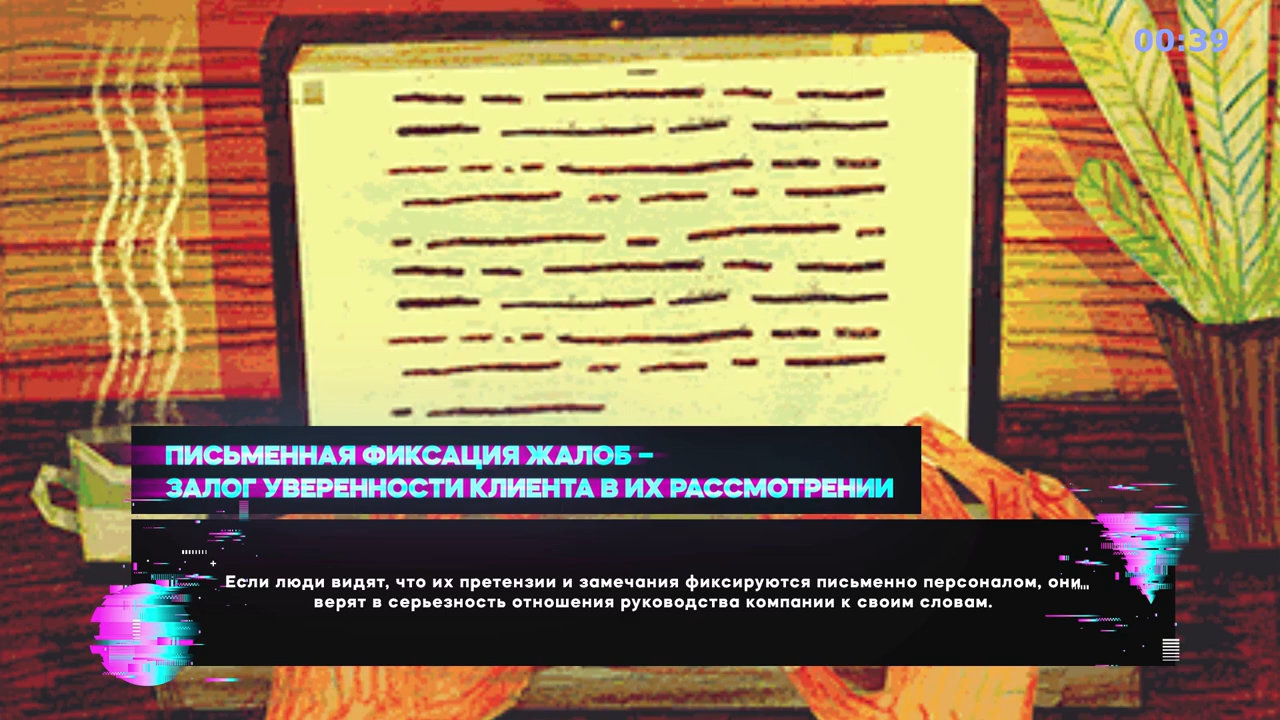 00:39
ПИСЬМЕННАЯ ФИКСАЦИЯ ЖАЛОБ –
ЗАЛОГ УВЕРЕННОСТИ КЛИЕНТА В ИХ РАССМОТРЕНИИ
Если люди видят, что их претензии и замечания фиксируются письменно персоналом, они
верят в серьезность отношения руководства компании к своим словам.